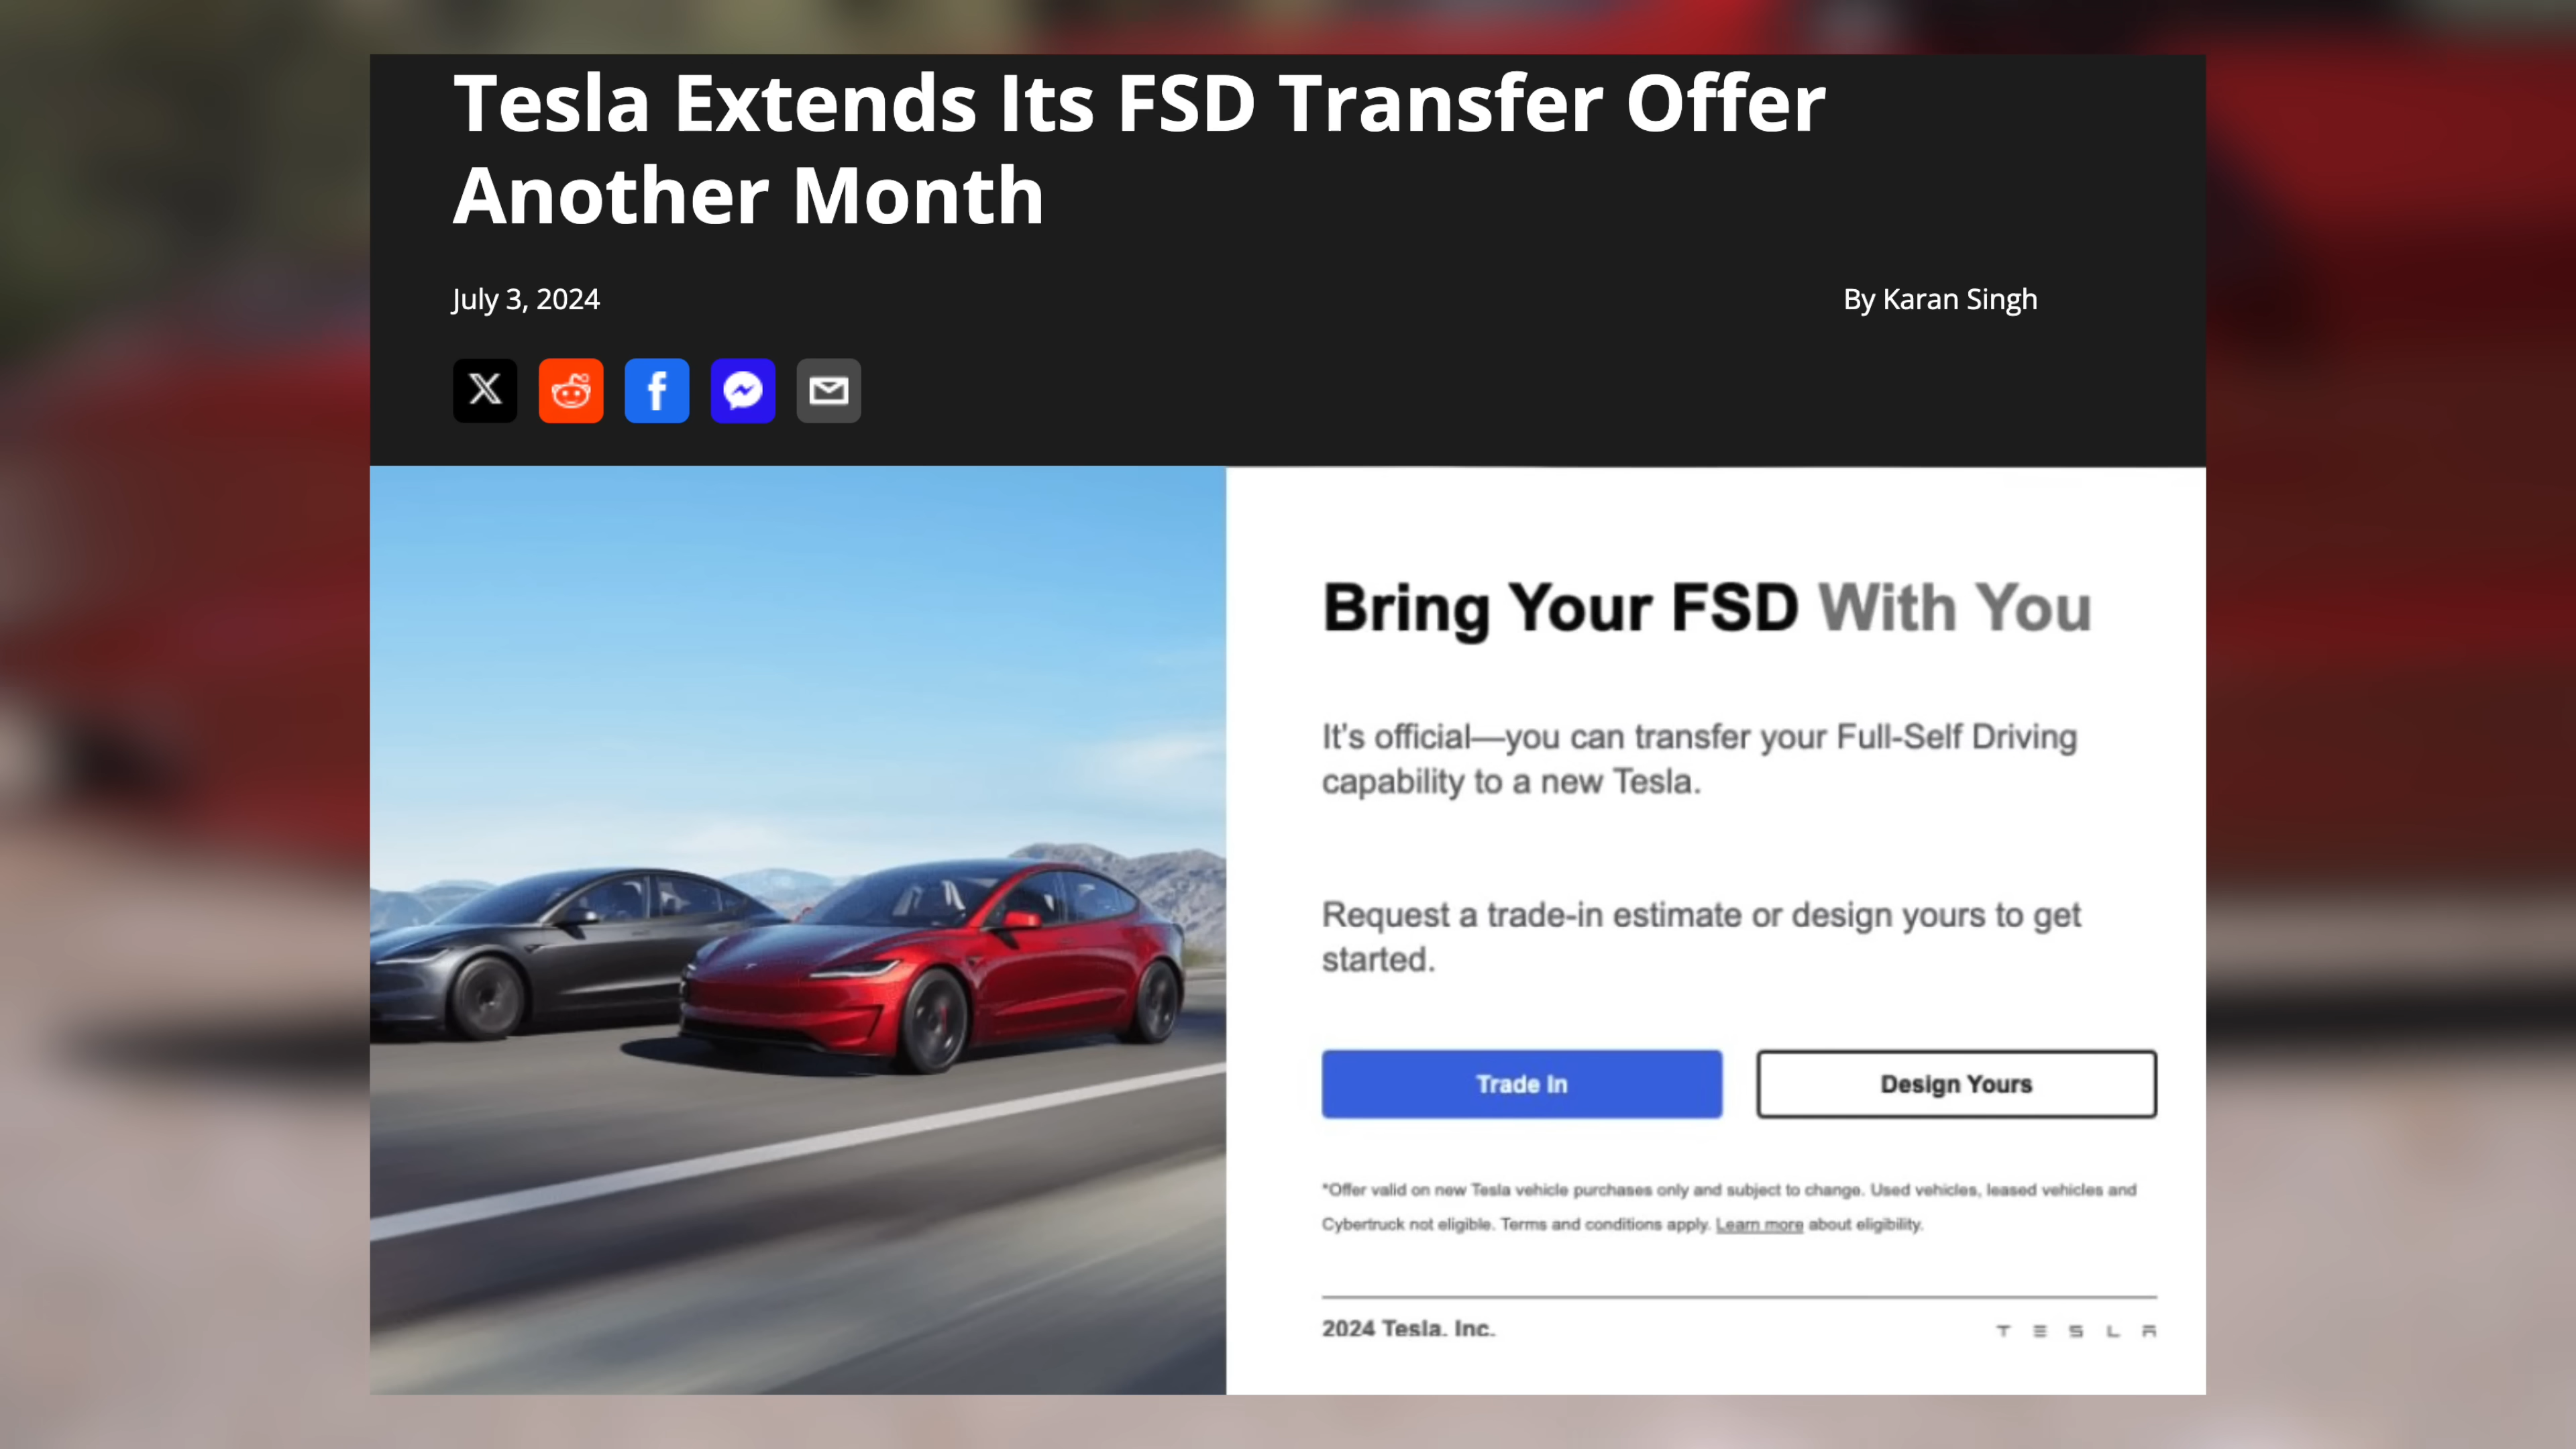 Tesla Extends Its FSD Transfer Offer
Another Month
July 3, 2024
By Karan Singh
Bring Your FSD With You
It's official—you can transfer your Full-Self Driving
capability to a new Tesla.
Request a trade-in estimate or design yours to get
started.
Trade In
Design Yours
*Offer valid on new Tesla vehicle purchases only and subject to change. Used vehicles, leased vehicles and
Cybertruck not eligible. Terms and conditions apply. Learn more about eligibility.
2024 Tesla, Inc.
TESLA